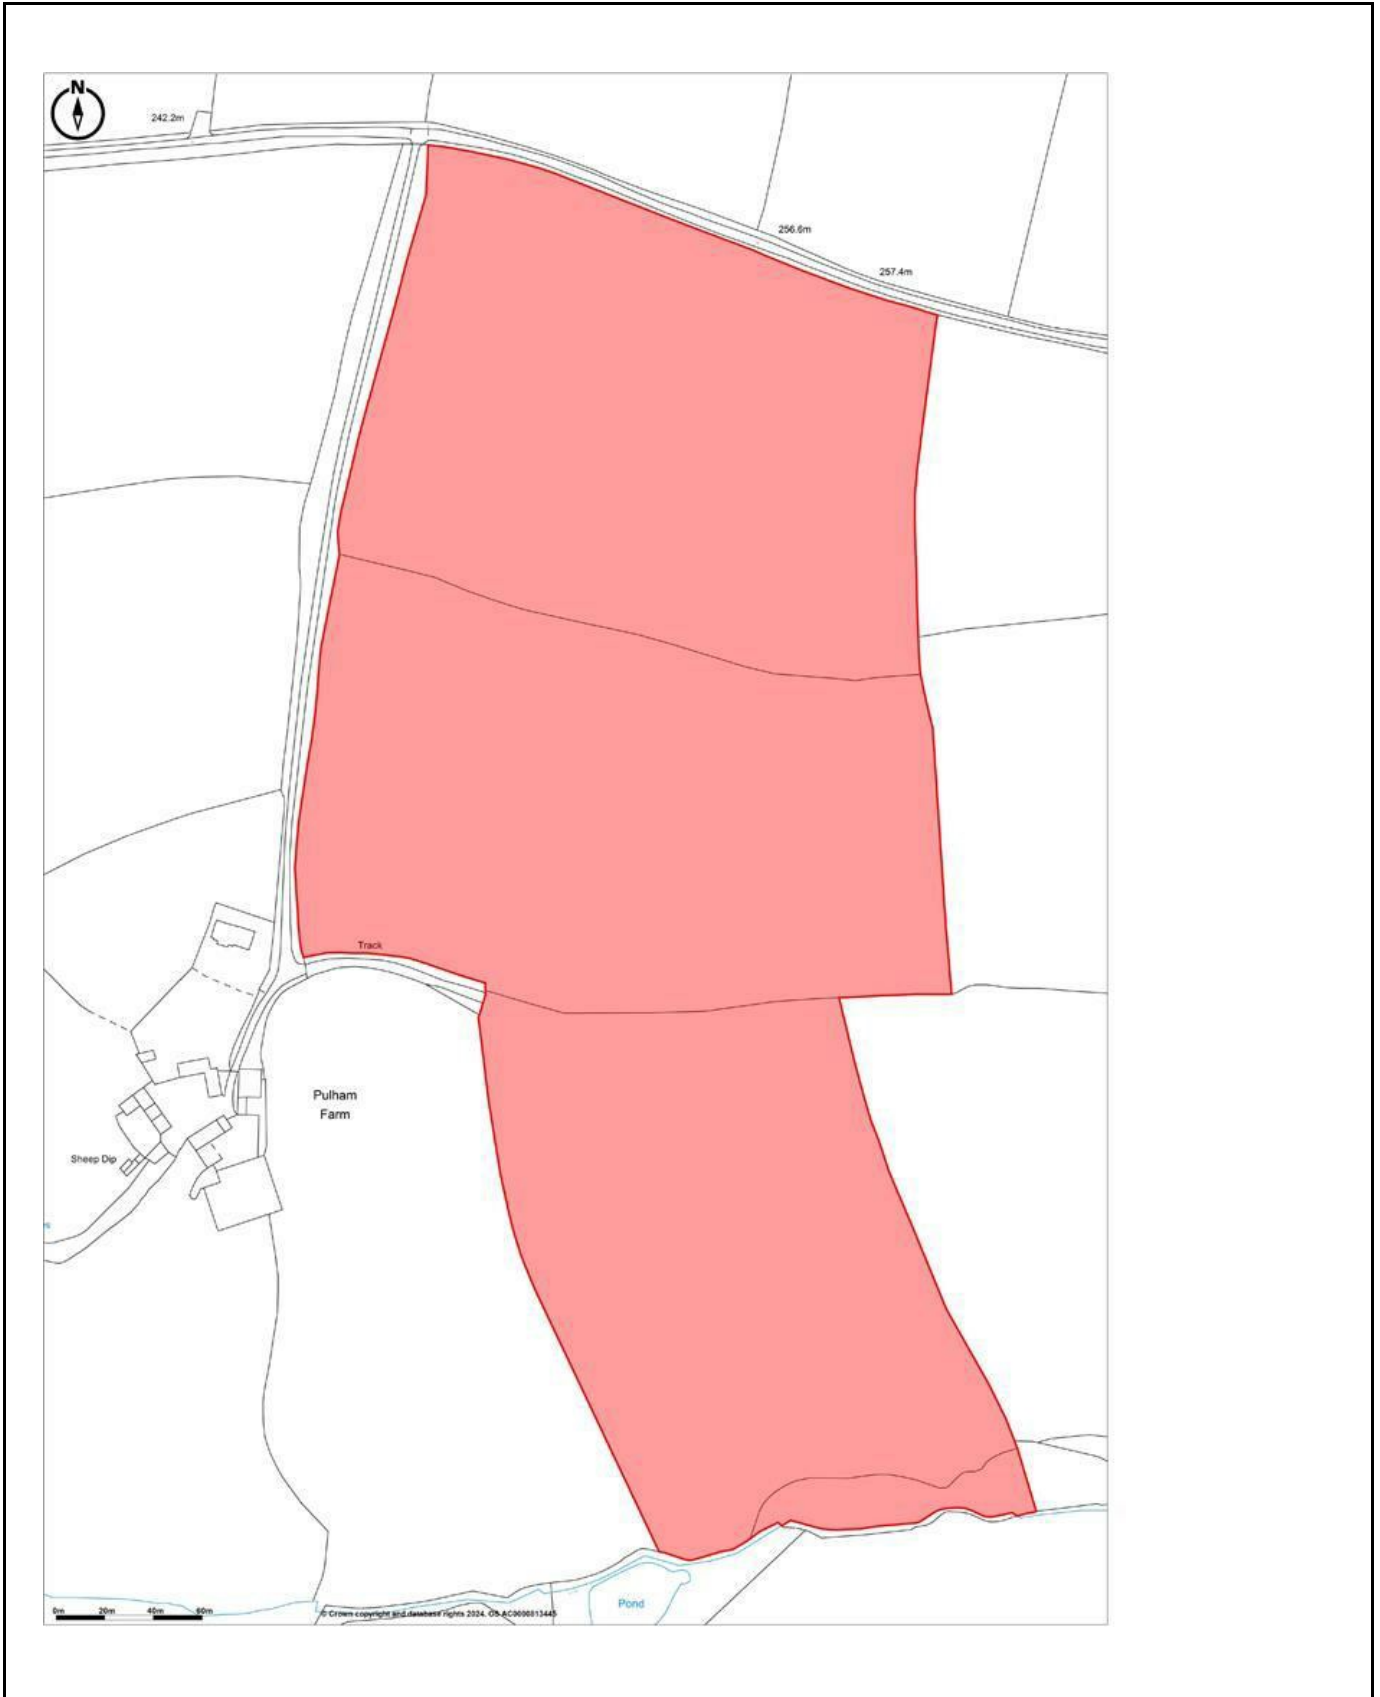 N
242.2m
256.6m
257.4m
Track
Pulham
Farm
Sheep Dip
Pond
0m 20m 40m 60m
© Crown copyright and database rights 2024. OS AC0000813445